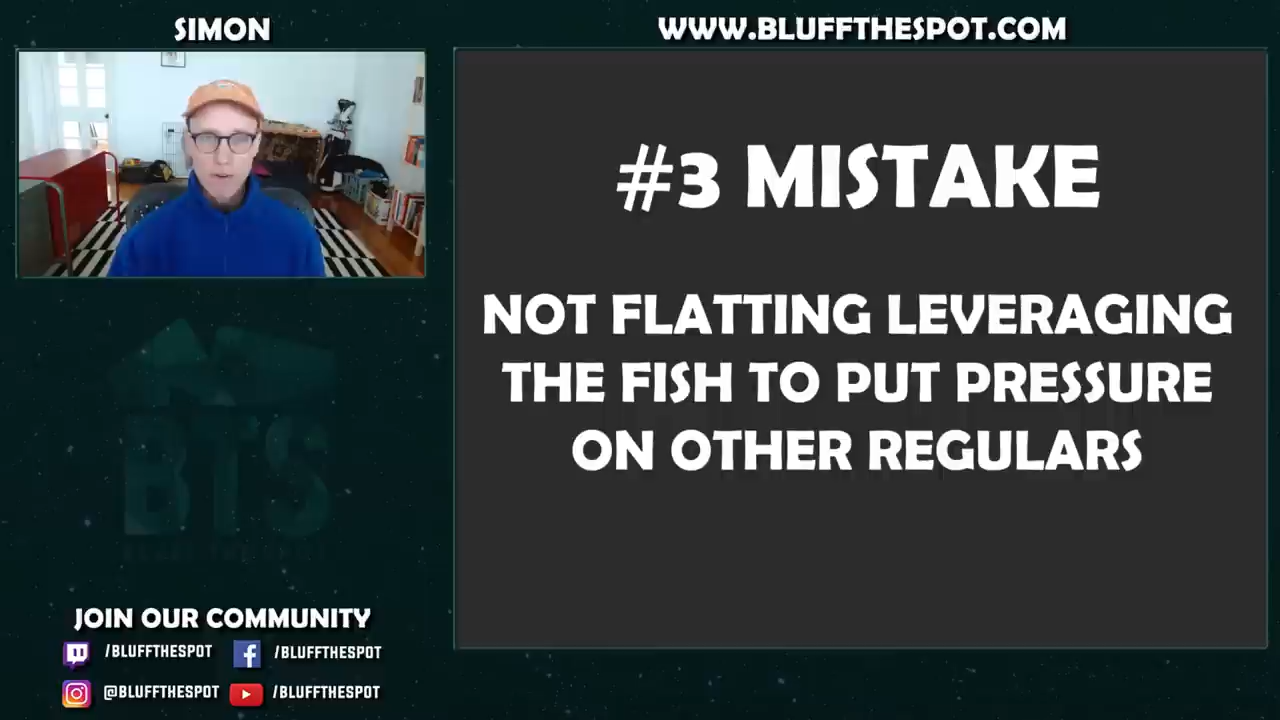 SIMON
WWW.BLUFFTHESPOT.COM
#3 MISTAKE
NOT FLATTING LEVERAGING
THE FISH TO PUT PRESSURE
ON OTHER REGULARS
BTS
JOIN OUR COMMUNITY
/BLUFFTHESPOT
/BLUFFTHESPOT
@BLUFFTHESPOT
/BLUFFTHESPOT